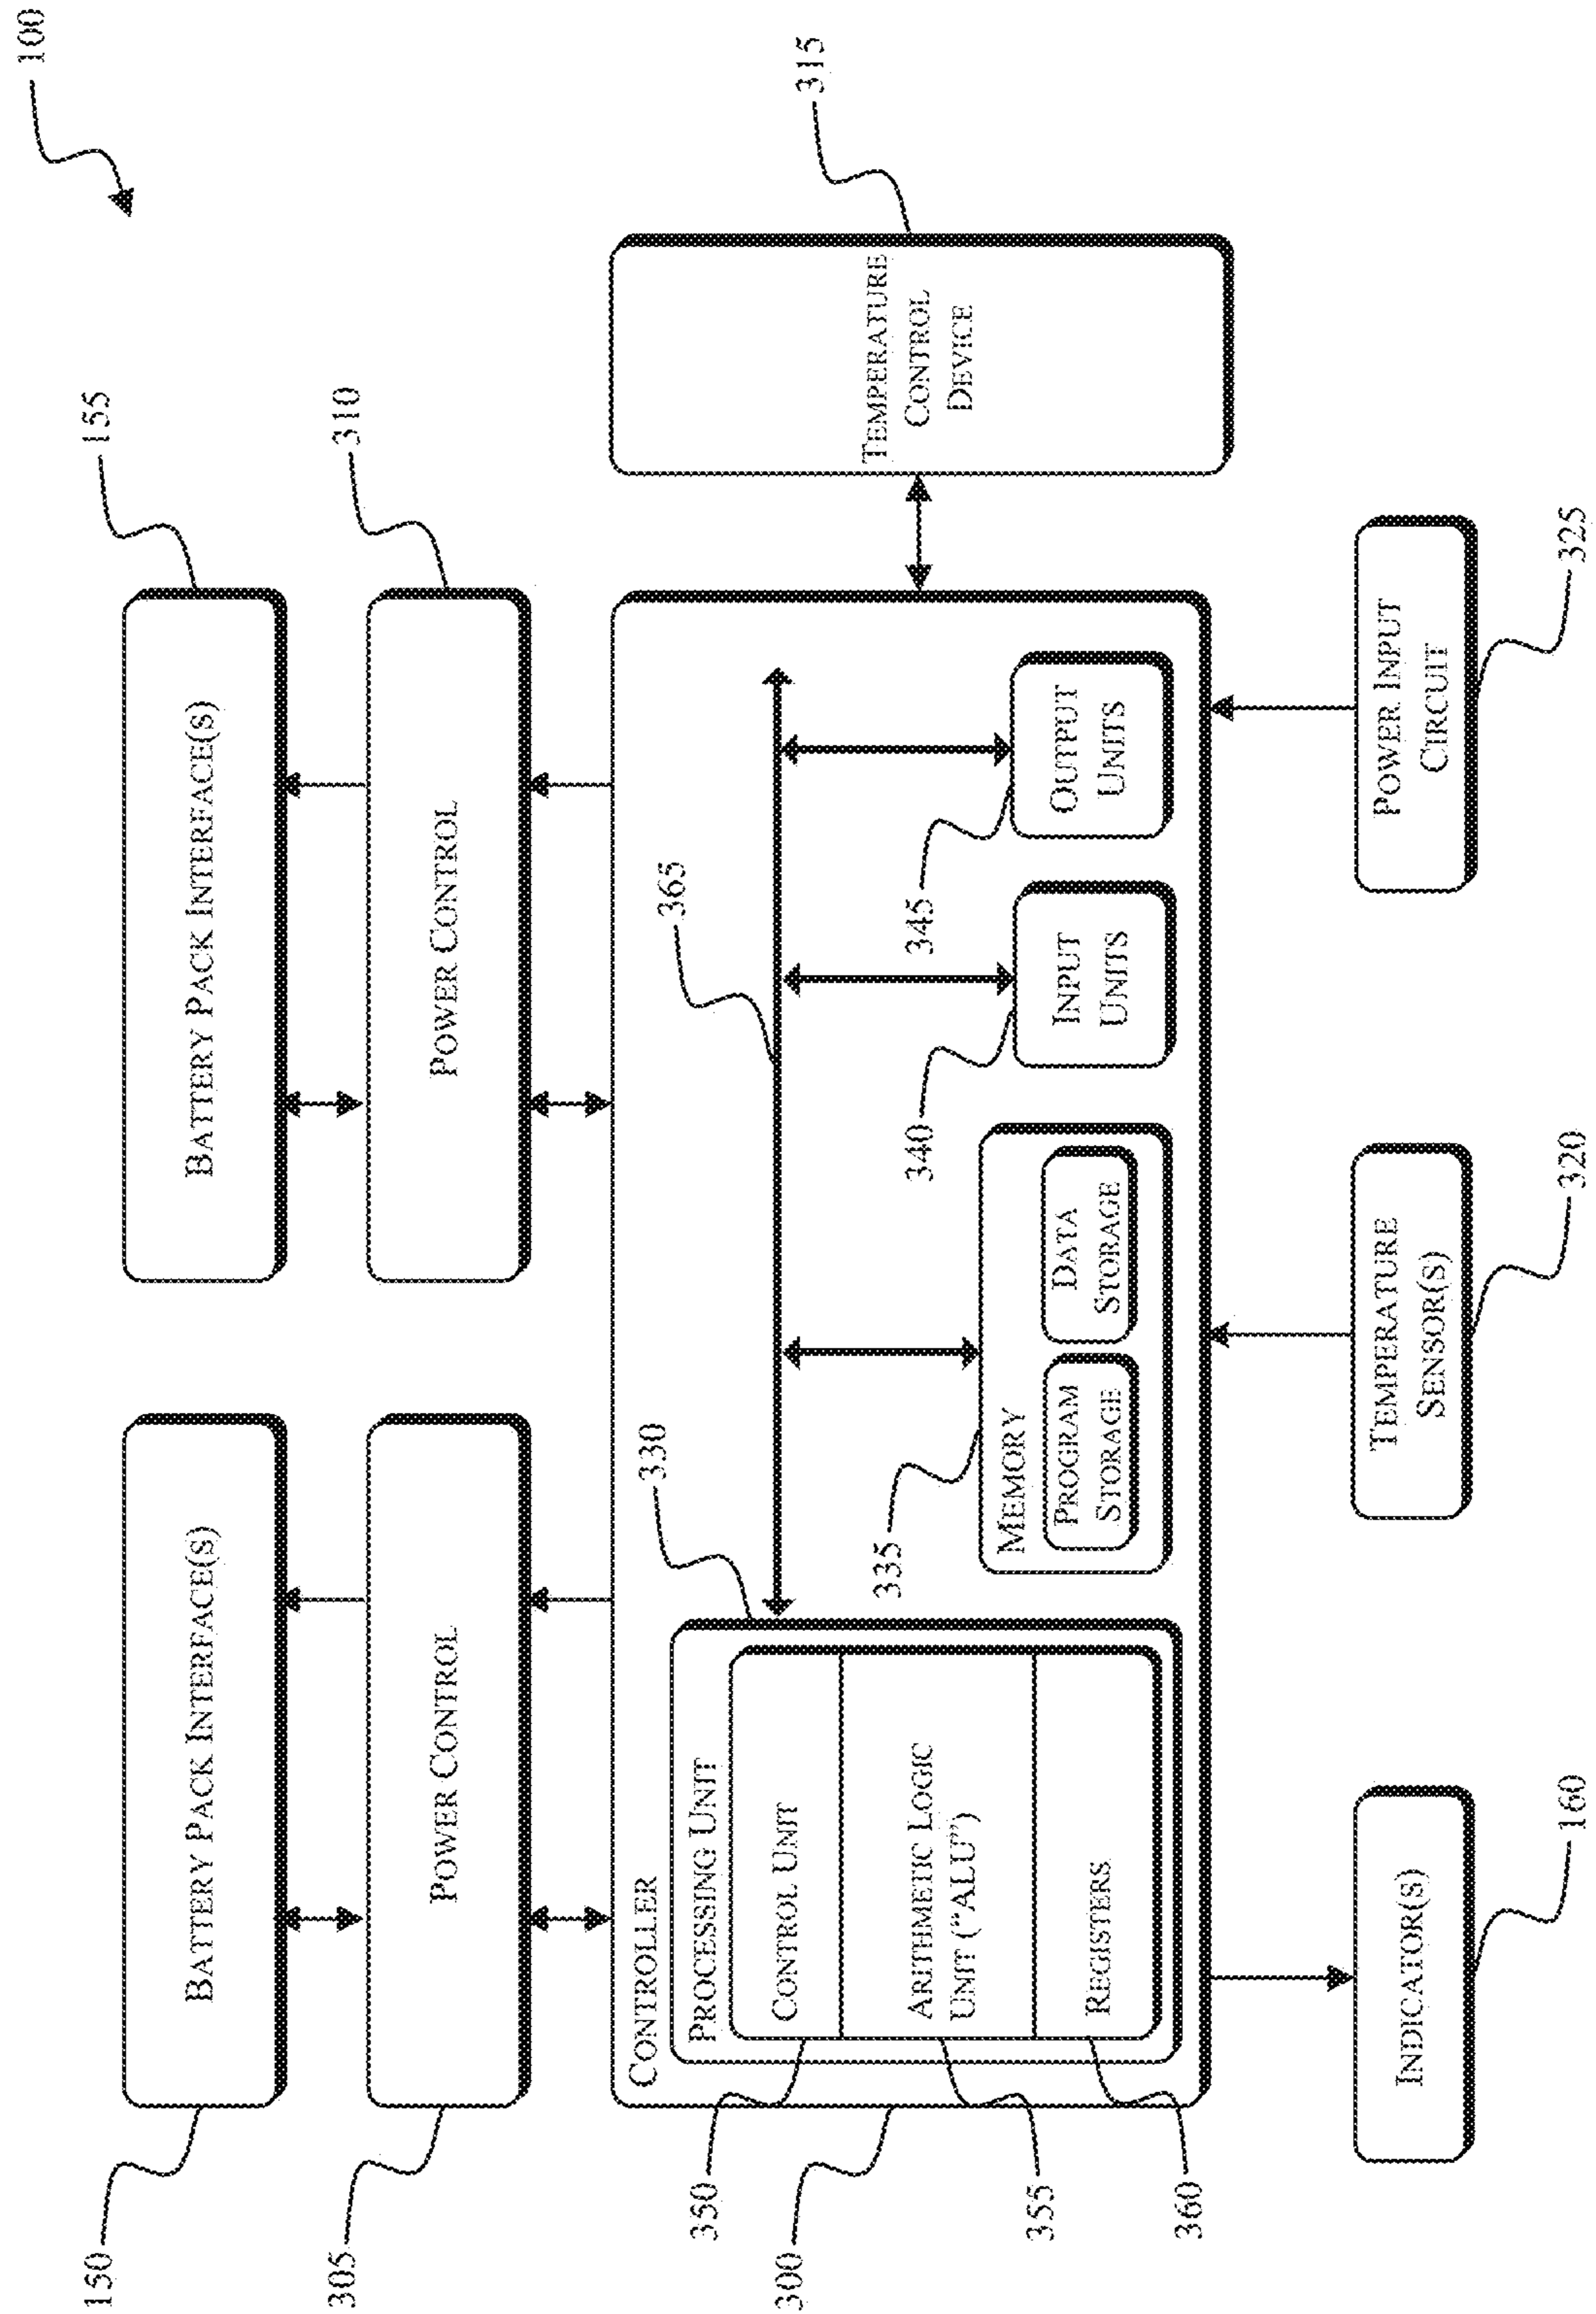 100
150
BATTERY PACK INTERFACE(S)
BATTERY PACK INTERFACE(S)
155
305
POWER CONTROL
POWER CONTROL
310
CONTROLLER
300
PROCESSING UNIT
330
CONTROL UNIT
350
ARITHMETIC LOGIC
UNIT (“ALU”)
355
REGISTERS
360
365
335
MEMORY
PROGRAM
STORAGE
DATA
STORAGE
340
INPUT
UNITS
345
OUTPUT
UNITS
TEMPERATURE
CONTROL
DEVICE
315
INDICATOR(S)
160
TEMPERATURE
SENSOR(S)
320
POWER INPUT
CIRCUIT
325